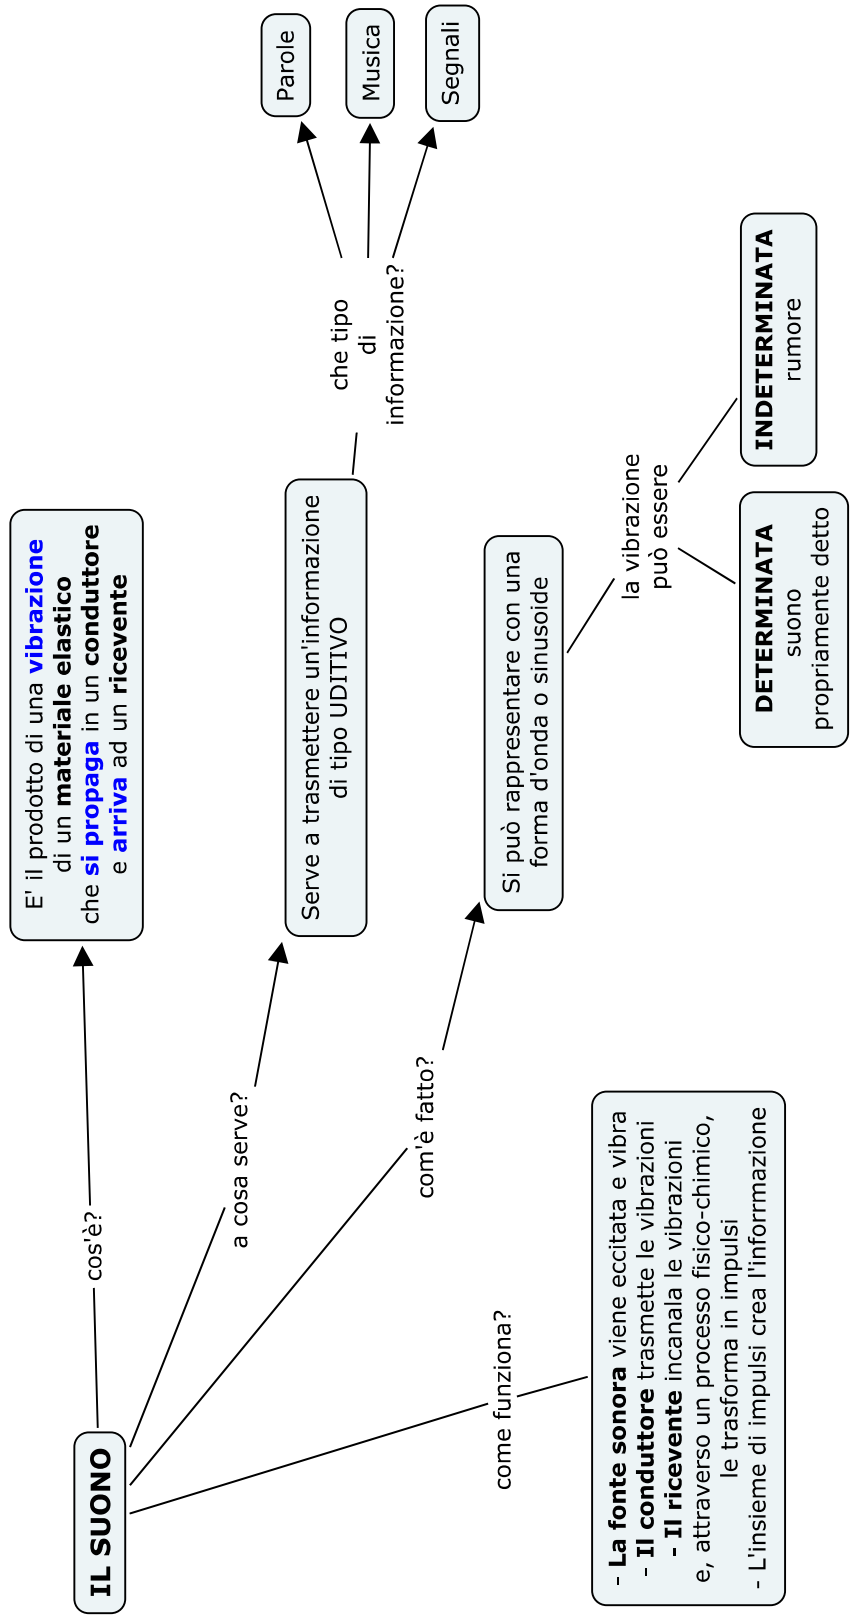 IL SUONO
cos'è?
E' il prodotto di una vibrazione
di un materiale elastico
che si propaga in un conduttore
e arriva ad un ricevente
a cosa serve?
Serve a trasmettere un'informazione
di tipo UDITIVO
che tipo
di
informazione?
Parole
Musica
Segnali
com'è fatto?
Si può rappresentare con una
forma d'onda o sinusoide
la vibrazione
può essere
DETERMINATA
suono
propriamente detto
INDETERMINATA
rumore
come funziona?
- La fonte sonora viene eccitata e vibra
- Il conduttore trasmette le vibrazioni
- Il ricevente incanala le vibrazioni
e, attraverso un processo fisico-chimico,
le trasforma in impulsi
- L'insieme di impulsi crea l'inforrmazione